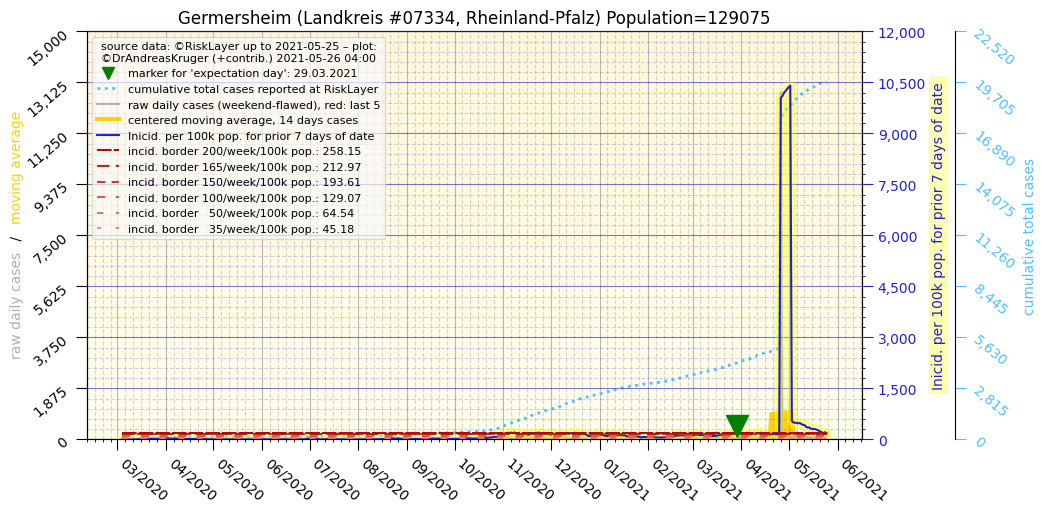 Germersheim (Landkreis #07334, Rheinland-Pfalz) Population=129075
source data: ©RiskLayer up to 2021-05-25 – plot:
©DrAndreasKruger (+contrib.) 2021-05-26 04:00
marker for 'expectation day': 29.03.2021
cumulative total cases reported at RiskLayer
raw daily cases (weekend-flawed), red: last 5
centered moving average, 14 days cases
Inicid. per 100k pop. for prior 7 days of date
incid. border 200/week/100k pop.: 258.15
incid. border 165/week/100k pop.: 212.97
incid. border 150/week/100k pop.: 193.61
incid. border 100/week/100k pop.: 129.07
incid. border   50/week/100k pop.: 64.54
incid. border   35/week/100k pop.: 45.18
raw daily cases / moving average
15,000
13,125
11,250
9,375
7,500
5,625
3,750
1,875
0
12,000
10,500
9,000
7,500
6,000
4,500
3,000
1,500
0
Inicid. per 100k pop. for prior 7 days of date
22,520
19,705
16,890
14,075
11,260
8,445
5,630
2,815
0
cumulative total cases
03/2020
04/2020
05/2020
06/2020
07/2020
08/2020
09/2020
10/2020
11/2020
12/2020
01/2021
02/2021
03/2021
04/2021
05/2021
06/2021